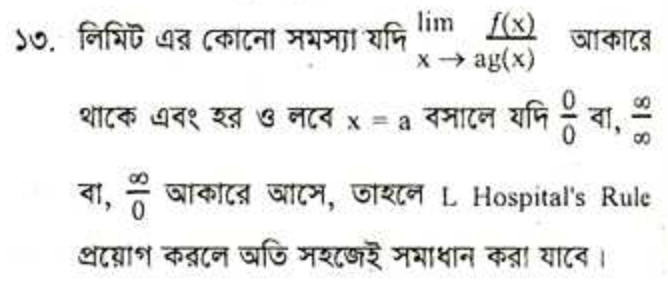 ১৩. লিমিট এর কোনো সমস্যা যদি lim x → a f(x)/g(x) আকারে
থাকে এবং হর ও লবে x = a বসালে যদি 0/0 বা, ∞/∞
বা, ∞/0 আকারে আসে, তাহলে L Hospital's Rule
প্রয়োগ করলে অতি সহজেই সমাধান করা যাবে।